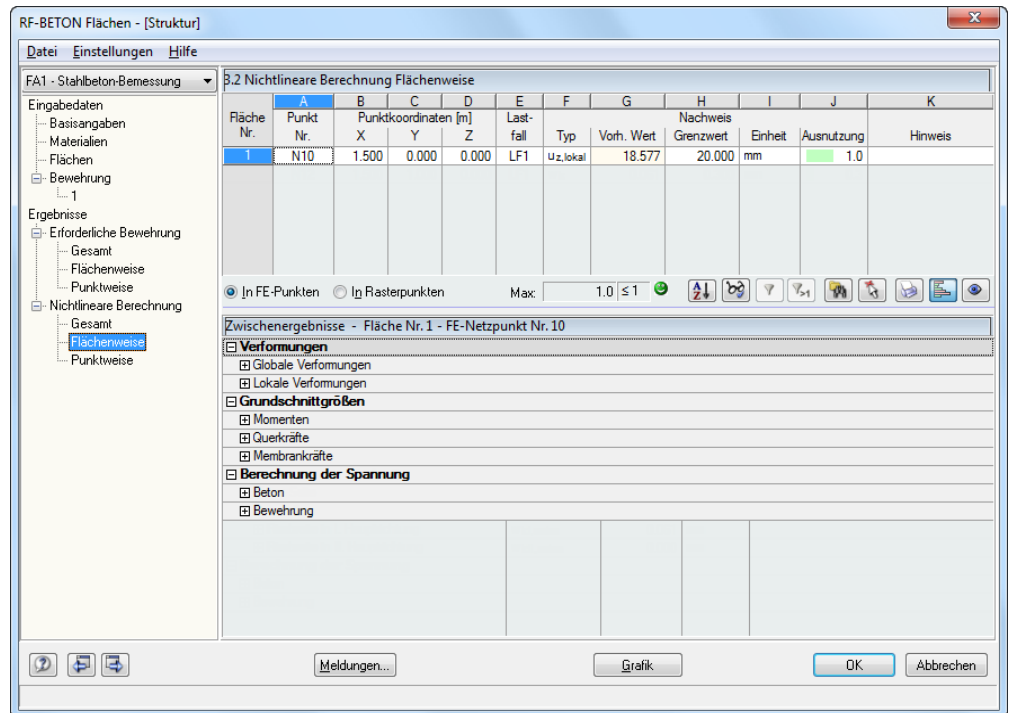 RF-BETON Flächen - [Struktur]
Datei Einstellungen Hilfe
FA1 - Stahlbeton-Bemessung
Eingabedaten
Basisangaben
Materialien
Flächen
Bewehrung
1
Ergebnisse
Erforderliche Bewehrung
Gesamt
Flächenweise
Punktweise
Nichtlineare Berechnung
Gesamt
Flächenweise
Punktweise
3.2 Nichtlineare Berechnung Flächenweise
A B C D E F G H I J K
Fläche Punkt Punktkoordinaten [m] Last- Nachweis
Nr. Nr. X Y Z fall Typ Vorh. Wert Grenzwert Einheit Ausnutzung Hinweis
1 N10 1.500 0.000 0.000 LF1 uz,lokal 18.577 20.000 mm 1.0
In FE-Punkten In Rasterpunkten Max: 1.0 ≤ 1
Zwischenergebnisse - Fläche Nr. 1 - FE-Netzpunkt Nr. 10
Verformungen
Globale Verformungen
Lokale Verformungen
Grundschnittgrößen
Momenten
Querkräfte
Membrankräfte
Berechnung der Spannung
Beton
Bewehrung
Meldungen... Grafik OK Abbrechen